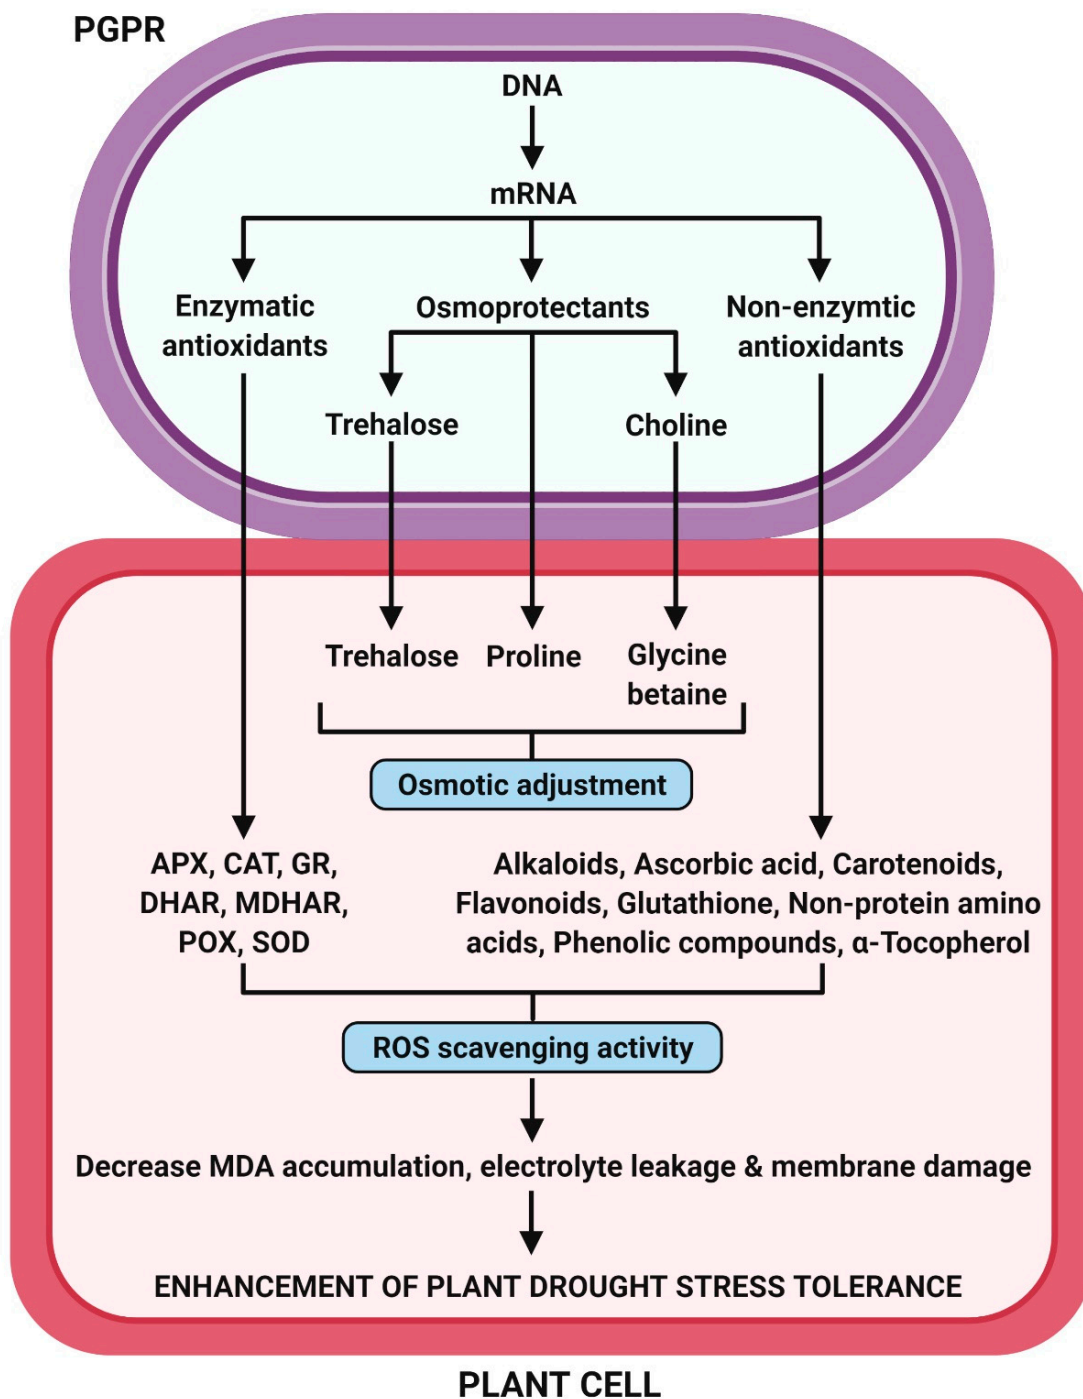 PGPR
DNA
mRNA
Enzymatic
antioxidants
Osmoprotectants
Non-enzymtic
antioxidants
Trehalose
Choline
Trehalose
Proline
Glycine
betaine
Osmotic adjustment
APX, CAT, GR,
DHAR, MDHAR,
POX, SOD
Alkaloids, Ascorbic acid, Carotenoids,
Flavonoids, Glutathione, Non-protein amino
acids, Phenolic compounds, α-Tocopherol
ROS scavenging activity
Decrease MDA accumulation, electrolyte leakage & membrane damage
ENHANCEMENT OF PLANT DROUGHT STRESS TOLERANCE
PLANT CELL